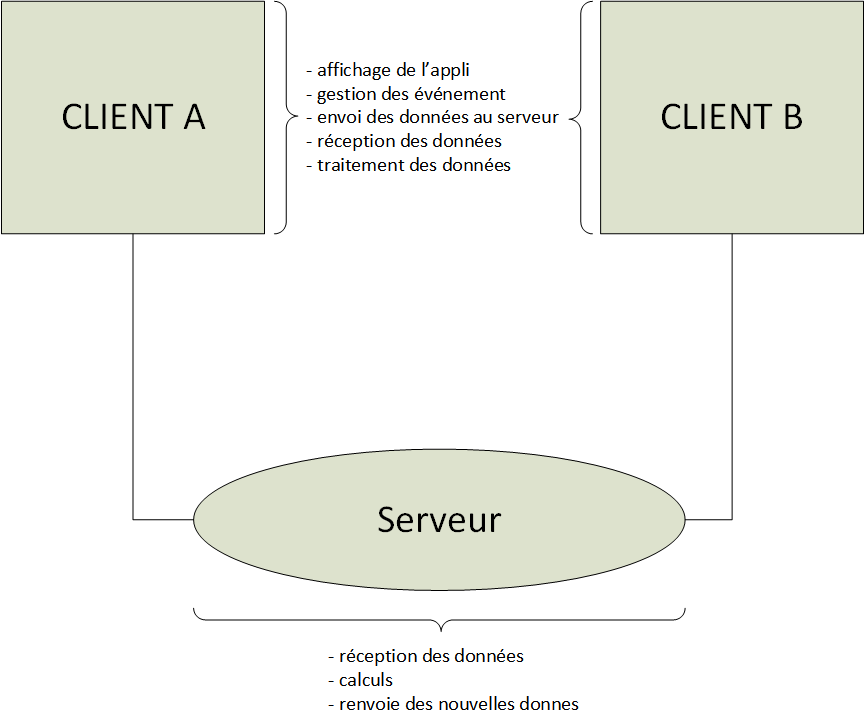 CLIENT A
- affichage de l’appli
- gestion des événement
- envoi des données au serveur
- réception des données
- traitement des données
CLIENT B
Serveur
- réception des données
- calculs
- renvoie des nouvelles donnes